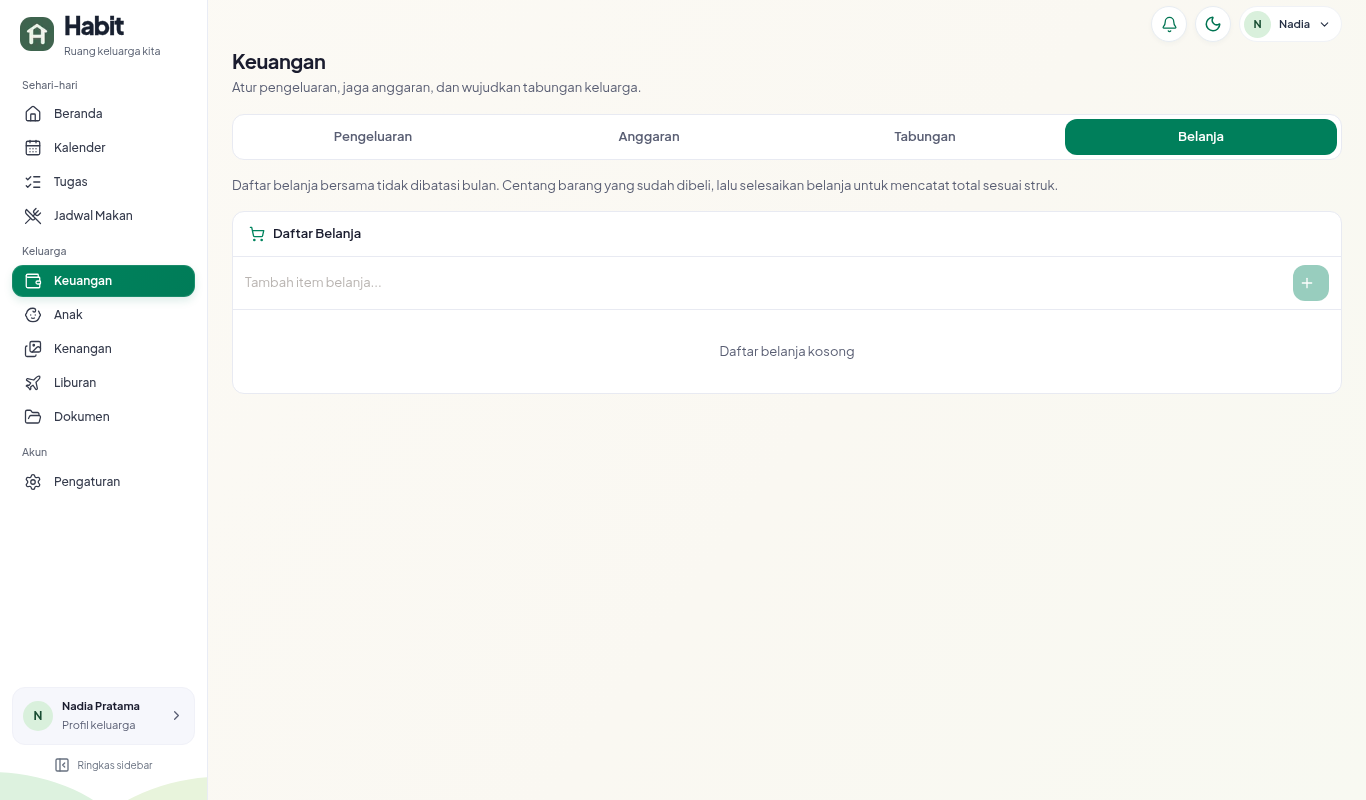 Habit
Ruang keluarga kita
Sehari-hari
Beranda
Kalender
Tugas
Jadwal Makan
Keluarga
Keuangan
Anak
Kenangan
Liburan
Dokumen
Akun
Pengaturan
N
Nadia Pratama
Profil keluarga
Ringkas sidebar
N
Nadia
Keuangan
Atur pengeluaran, jaga anggaran, dan wujudkan tabungan keluarga.
Pengeluaran
Anggaran
Tabungan
Belanja
Daftar belanja bersama tidak dibatasi bulan. Centang barang yang sudah dibeli, lalu selesaikan belanja untuk mencatat total sesuai struk.
Daftar Belanja
Tambah item belanja...
Daftar belanja kosong